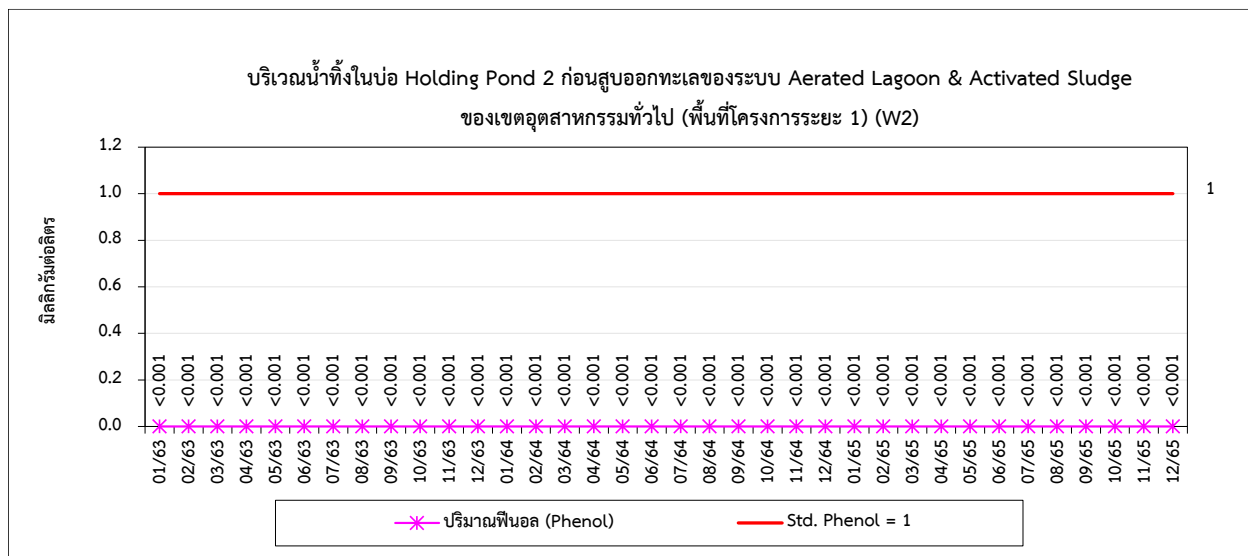 บริเวณน้ำทิ้งในบ่อ Holding Pond 2 ก่อนสูบออกทะเลของระบบ Aerated Lagoon & Activated Sludge
ของเขตอุตสาหกรรมทั่วไป (พื้นที่โครงการระยะ 1) (W2)
มิลลิกรัมต่อลิตร
1.2
1.0
0.8
0.6
0.4
0.2
0.0
1
<0.001 <0.001 <0.001 <0.001 <0.001 <0.001 <0.001 <0.001 <0.001 <0.001 <0.001 <0.001 <0.001 <0.001 <0.001 <0.001 <0.001 <0.001 <0.001 <0.001 <0.001 <0.001 <0.001 <0.001 <0.001 <0.001 <0.001 <0.001 <0.001 <0.001 <0.001 <0.001 <0.001 <0.001 <0.001 <0.001
01/63 02/63 03/63 04/63 05/63 06/63 07/63 08/63 09/63 10/63 11/63 12/63 01/64 02/64 03/64 04/64 05/64 06/64 07/64 08/64 09/64 10/64 11/64 12/64 01/65 02/65 03/65 04/65 05/65 06/65 07/65 08/65 09/65 10/65 11/65 12/65
ปริมาณฟีนอล (Phenol) Std. Phenol = 1